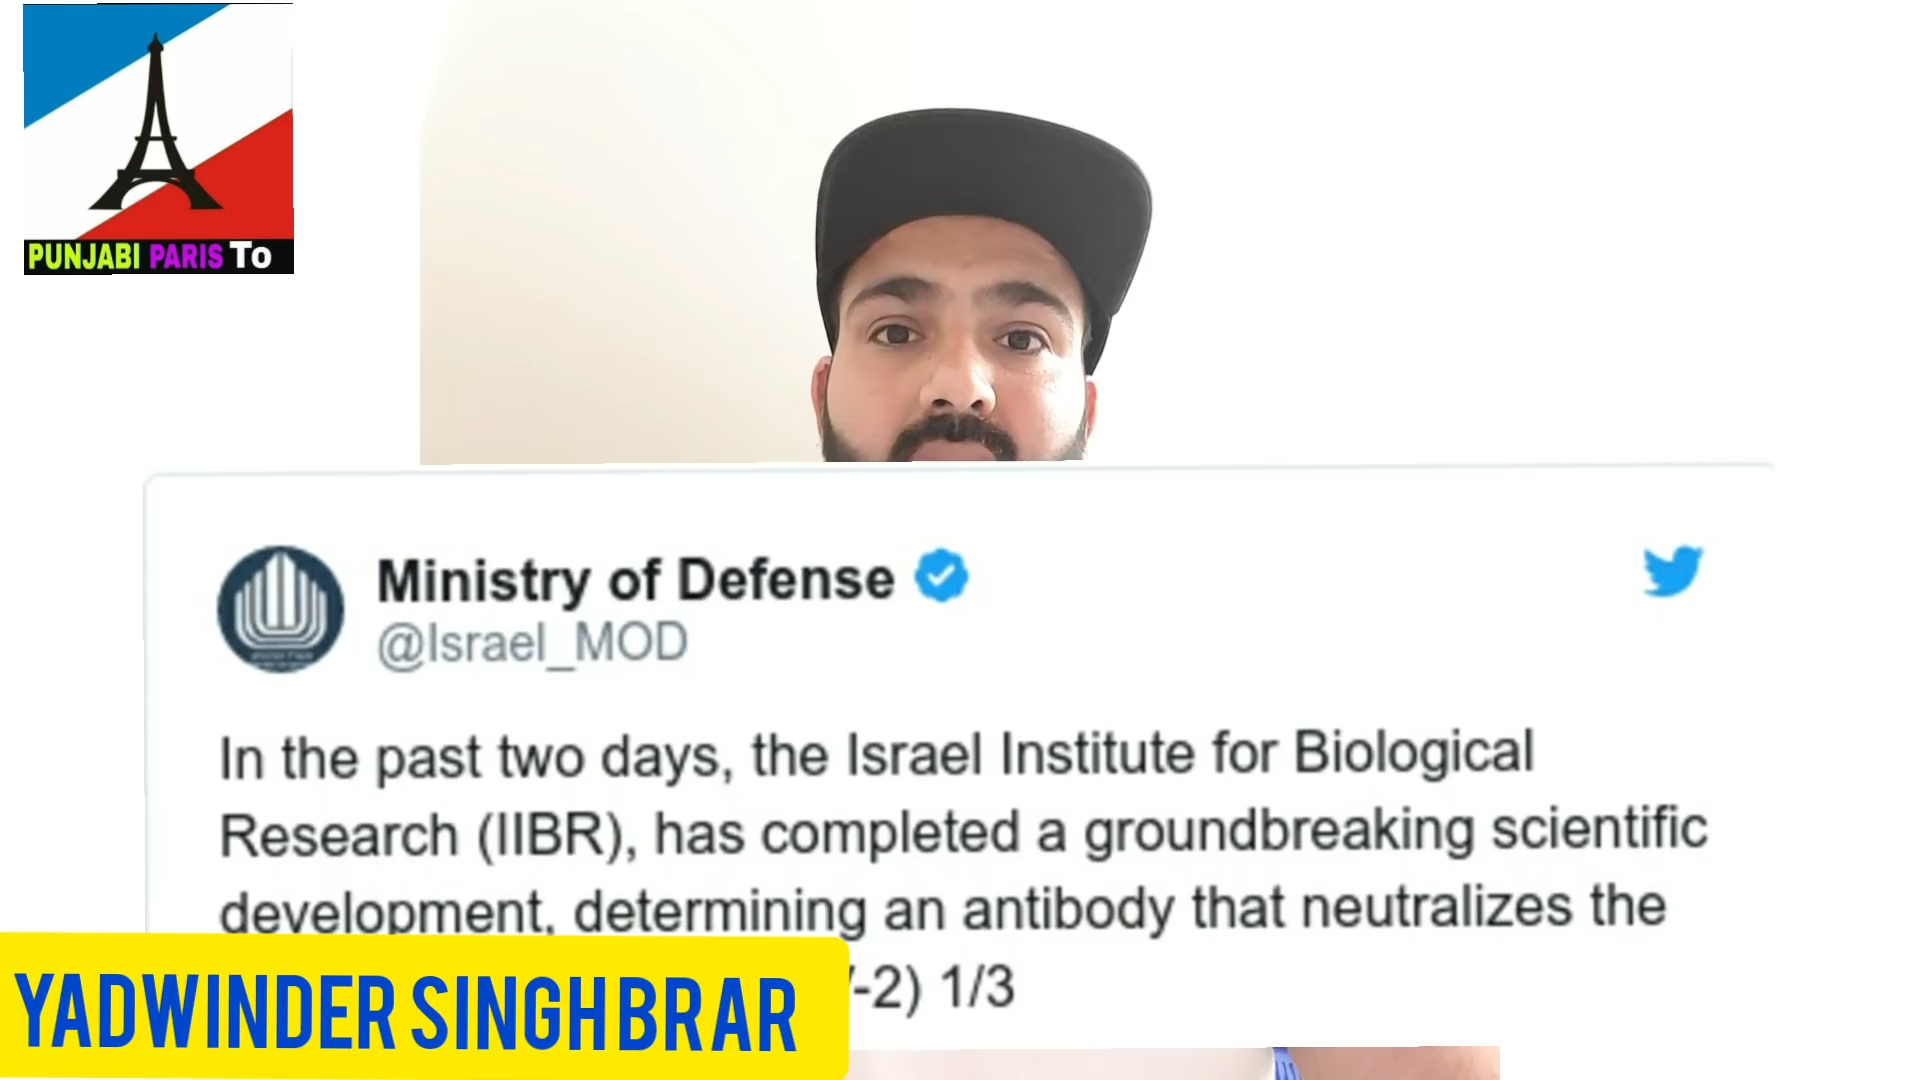 PUNJABI PARIS To
Ministry of Defense
@Israel_MOD
In the past two days, the Israel Institute for Biological
Research (IIBR), has completed a groundbreaking scientific
development, determining an antibody that neutralizes the
-2) 1/3
YADWINDER SINGH BRAR